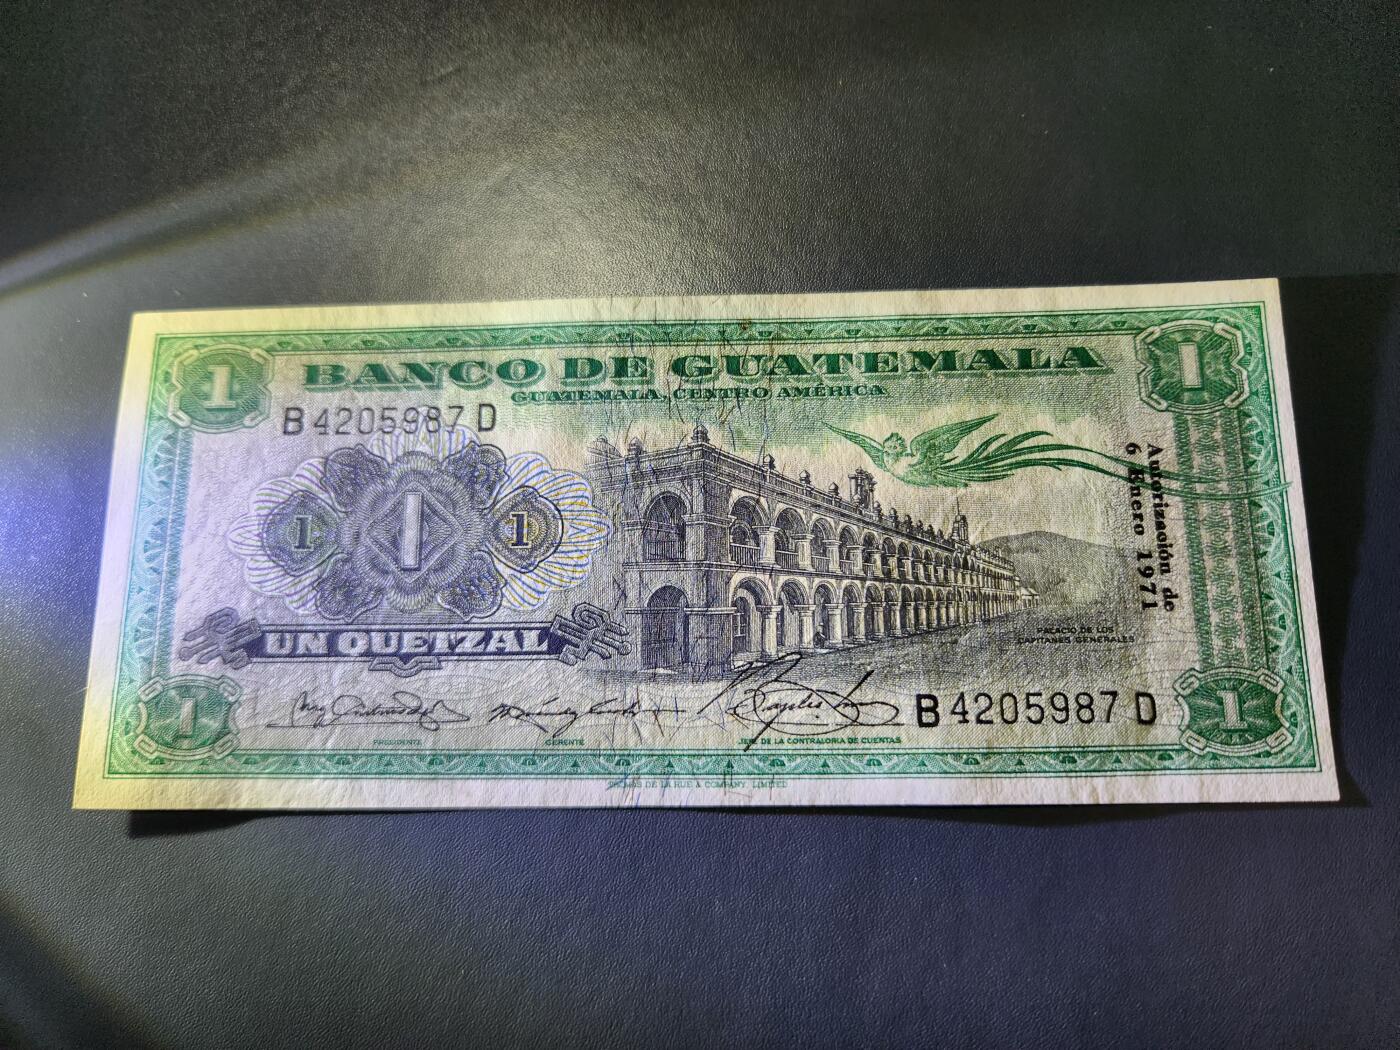 1
BANCO DE GUATEMALA
1
GUATEMALA, CENTRO AMÉRICA
B4205987 D
Autorización de
6 Enero 1971
1
1
1
UN QUETZAL
PALACIO DE LOS
CAPITANES GENERALES
B4205987 D
1
PRESIDENTE
GERENTE
JEFE DE LA CONTRALORIA DE CUENTAS
1
THOMAS DE LA RUE & COMPANY, LIMITED